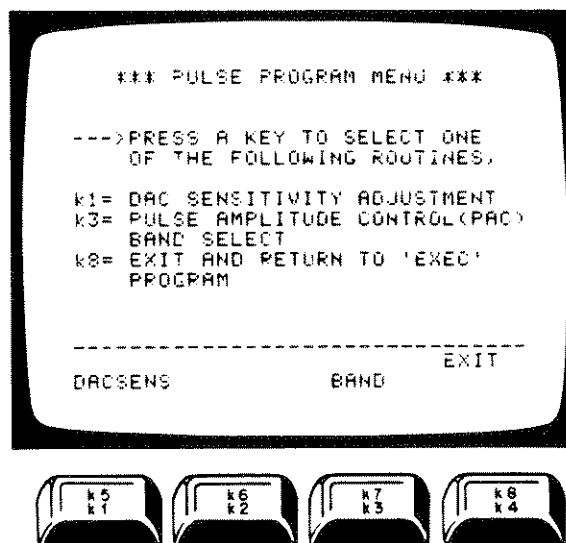 *** PULSE PROGRAM MENU ***
--->PRESS A KEY TO SELECT ONE
OF THE FOLLOWING ROUTINES,
k1= DAC SENSITIVITY ADJUSTMENT
k3= PULSE AMPLITUDE CONTROL(PAC)
BAND SELECT
k8= EXIT AND RETURN TO 'EXEC'
PROGRAM
--------------------------------
EXIT
DACSENS BAND
k5 k6 k7 k8
k1 k2 k3 k4